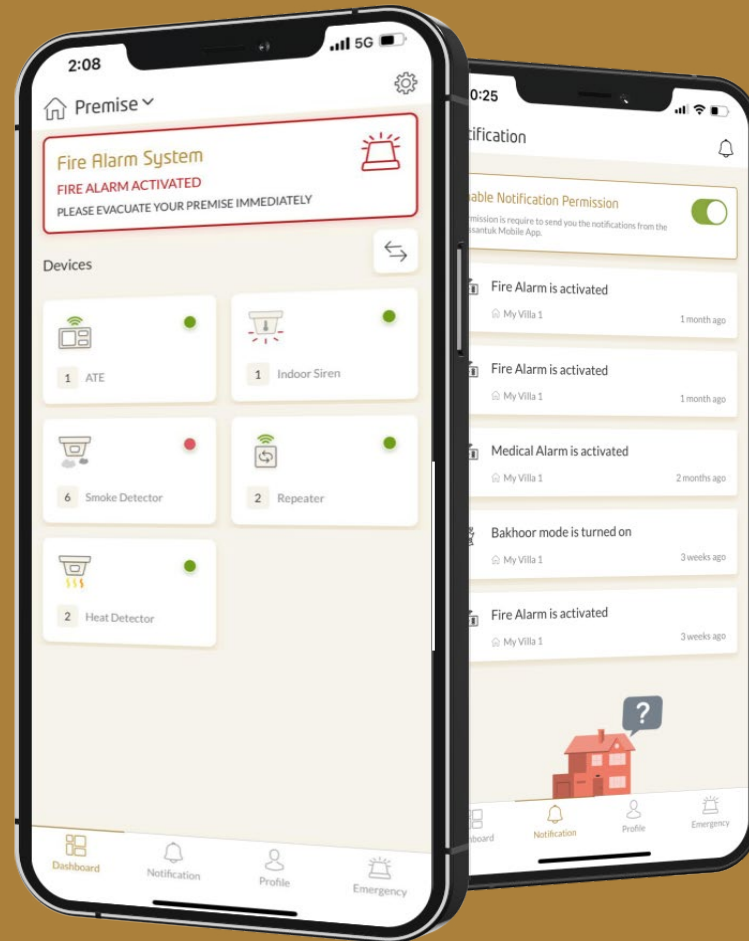 2:08
5G
Premise
Fire Alarm System
FIRE ALARM ACTIVATED
PLEASE EVACUATE YOUR PREMISE IMMEDIATELY
Devices
1 ATE
1 Indoor Siren
6 Smoke Detector
2 Repeater
2 Heat Detector
Dashboard
Notification
Profile
Emergency
0:25
tification
able Notification Permission
rmission is require to send you the notifications from the
ssantuk Mobile App.
Fire Alarm is activated
My Villa 1
1 month ago
Fire Alarm is activated
My Villa 1
1 month ago
Medical Alarm is activated
My Villa 1
2 months ago
Bakhoor mode is turned on
My Villa 1
3 weeks ago
Fire Alarm is activated
My Villa 1
3 weeks ago
?
board
Notification
Profile
Emergency